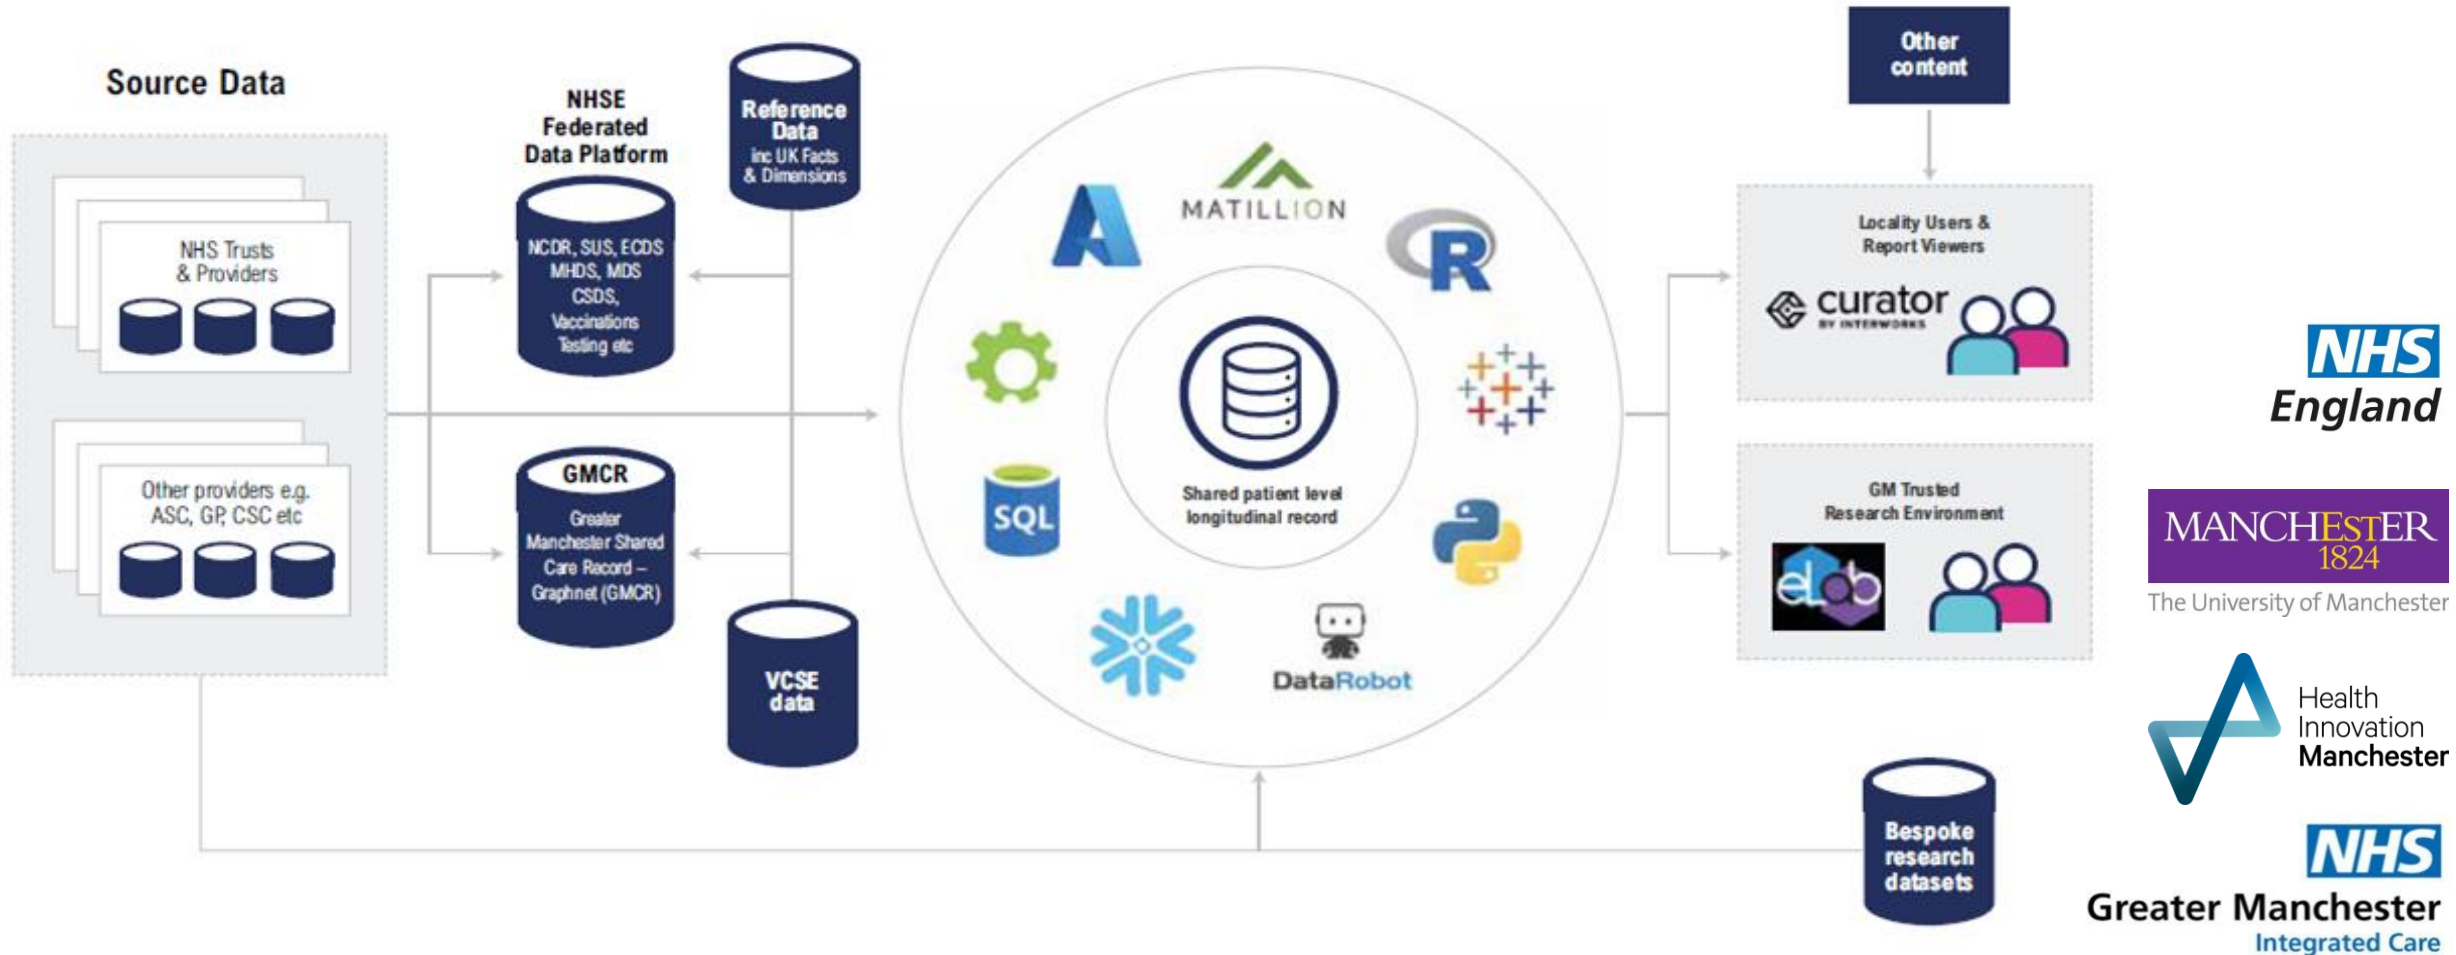 Source Data
NHS Trusts
& Providers
Other providers e.g.
ASC, GP, CSC etc
NHSE
Federated
Data Platform
NCDR, SUS, ECDS
MHDS, MDS
CSDS,
Vaccinations
Testing etc
GMCR
Greater
Manchester Shared
Care Record –
Graphnet (GMCR)
Reference
Data
inc UK Facts
& Dimensions
VCSE
data
MATILLION
R
SQL
Shared patient level
longitudinal record
DataRobot
Other
content
Locality Users &
Report Viewers
curator
BY INTERWORKS
GM Trusted
Research Environment
eLab
Bespoke
research
datasets
NHS
England
MANCHEstER
1824
The University of Manchester
Health
Innovation
Manchester
NHS
Greater Manchester
Integrated Care